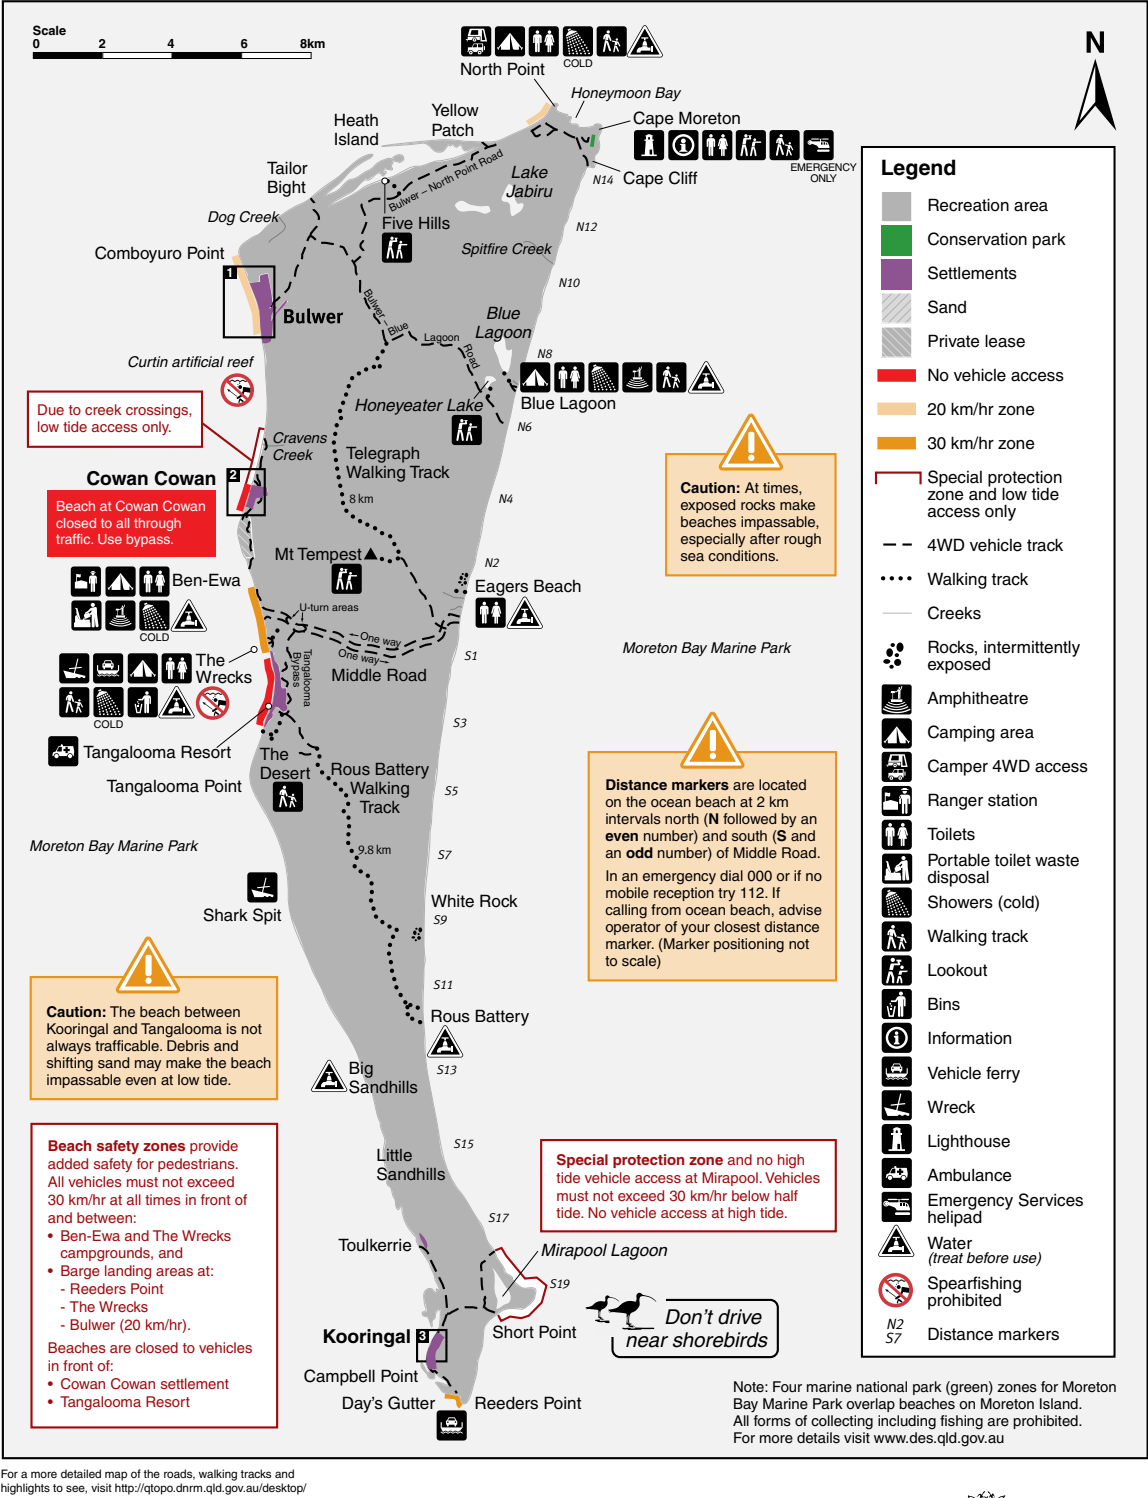 Scale
0 2 4 6 8km
N
North Point
COLD
Honeymoon Bay
Cape Moreton
EMERGENCY
ONLY
Cape Cliff
N14
Yellow
Patch
Heath
Island
Tailor
Bight
Dog Creek
Comboyuro Point
Bulwer – North Point Road
Lake
Jabiru
Five Hills
N12
Spitfire Creek
N10
1
Bulwer
Bulwer –
Blue
Lagoon
Road
Blue
Lagoon
N8
Curtin artificial reef
Blue Lagoon
Honeyeater Lake
N6
Due to creek crossings,
low tide access only.
Cravens
Creek
Telegraph
Walking Track
Cowan Cowan
2
8 km
N4
Beach at Cowan Cowan
closed to all through
traffic. Use bypass.
Caution: At times,
exposed rocks make
beaches impassable,
especially after rough
sea conditions.
Mt Tempest
N2
Ben-Ewa
COLD
Eagers Beach
U-turn areas
One way
One way
Middle Road
S1
Moreton Bay Marine Park
The
Wrecks
COLD
Tangalooma
Bypass
S3
Tangalooma Resort
The
Desert
Tangalooma Point
Rous Battery
Walking
Track
S5
Distance markers are located
on the ocean beach at 2 km
intervals north (N followed by an
even number) and south (S and
an odd number) of Middle Road.
In an emergency dial 000 or if no
mobile reception try 112. If
calling from ocean beach, advise
operator of your closest distance
marker. (Marker positioning not
to scale)
Moreton Bay Marine Park
9.8 km
S7
White Rock
S9
Shark Spit
S11
Rous Battery
Caution: The beach between
Kooringal and Tangalooma is not
always trafficable. Debris and
shifting sand may make the beach
impassable even at low tide.
Big
Sandhills
S13
Beach safety zones provide
added safety for pedestrians.
All vehicles must not exceed
30 km/hr at all times in front of
and between:
• Ben-Ewa and The Wrecks
campgrounds, and
• Barge landing areas at:
- Reeders Point
- The Wrecks
- Bulwer (20 km/hr).
Beaches are closed to vehicles
in front of:
• Cowan Cowan settlement
• Tangalooma Resort
S15
Little
Sandhills
Special protection zone and no high
tide vehicle access at Mirapool. Vehicles
must not exceed 30 km/hr below half
tide. No vehicle access at high tide.
S17
Toulkerrie
Mirapool Lagoon
S19
Short Point
Don't drive
near shorebirds
Kooringal
3
Campbell Point
Day's Gutter
Reeders Point
Legend
Recreation area
Conservation park
Settlements
Sand
Private lease
No vehicle access
20 km/hr zone
30 km/hr zone
Special protection
zone and low tide
access only
4WD vehicle track
Walking track
Creeks
Rocks, intermittently
exposed
Amphitheatre
Camping area
Camper 4WD access
Ranger station
Toilets
Portable toilet waste
disposal
Showers (cold)
Walking track
Lookout
Bins
Information
Vehicle ferry
Wreck
Lighthouse
Ambulance
Emergency Services
helipad
Water
(treat before use)
Spearfishing
prohibited
N2
S7
Distance markers
Note: Four marine national park (green) zones for Moreton
Bay Marine Park overlap beaches on Moreton Island.
All forms of collecting including fishing are prohibited.
For more details visit www.des.qld.gov.au
For a more detailed map of the roads, walking tracks and
highlights to see, visit http://qtopo.dnrm.qld.gov.au/desktop/